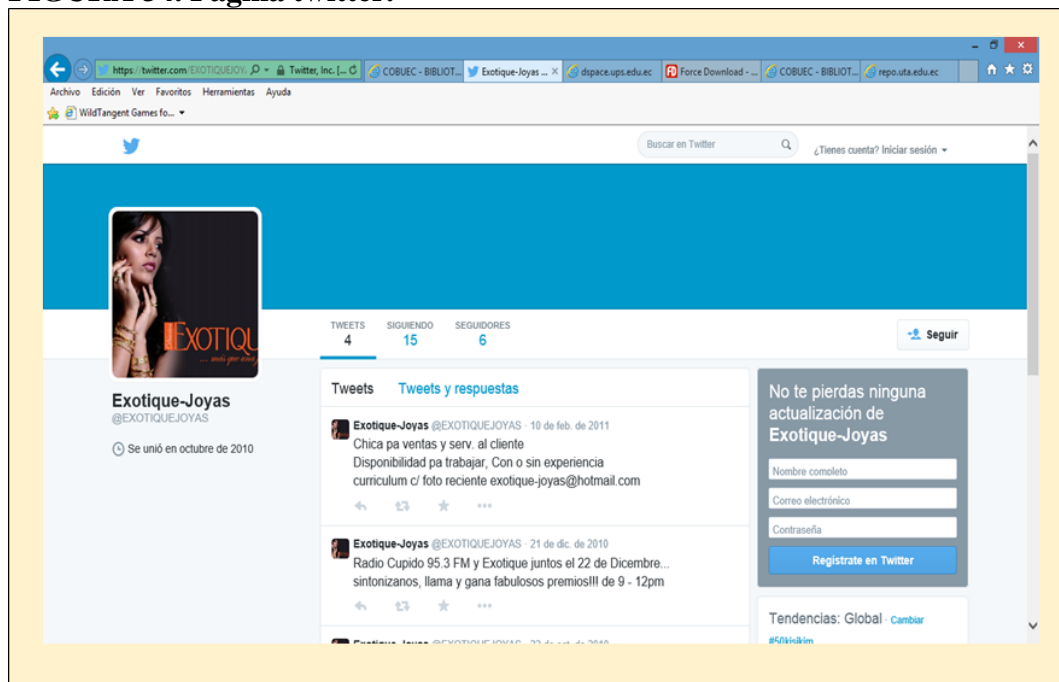 https://twitter.com/EXOTIQUEJOY.
Twitter, Inc. [...
COBUEC - BIBLIOT...
Exotique-Joyas ...
dspace.ups.edu.ec
Force Download - ...
COBUEC - BIBLIOT...
repo.uta.edu.ec
Archivo Edición Ver Favoritos Herramientas Ayuda
WildTangent Games fo...
Buscar en Twitter
¿Tienes cuenta? Iniciar sesión
EXOTIQU
TWEETS SIGUIENDO SEGUIDORES
4 15 6
Seguir
Exotique-Joyas
@EXOTIQUEJOYAS
Se unió en octubre de 2010
Tweets Tweets y respuestas
Exotique-Joyas @EXOTIQUEJOYAS · 10 de feb. de 2011
Chica pa ventas y serv. al cliente
Disponibilidad pa trabajar, Con o sin experiencia
curriculum c/ foto reciente exotique-joyas@hotmail.com
Exotique-Joyas @EXOTIQUEJOYAS · 21 de dic. de 2010
Radio Cupido 95.3 FM y Exotique juntos el 22 de Dicembre...
sintonizanos, llama y gana fabulosos premios!!! de 9 - 12pm
No te pierdas ninguna
actualización de
Exotique-Joyas
Nombre completo
Correo electrónico
Contraseña
Regístrate en Twitter
Tendencias: Global · Cambiar
#50kisikim